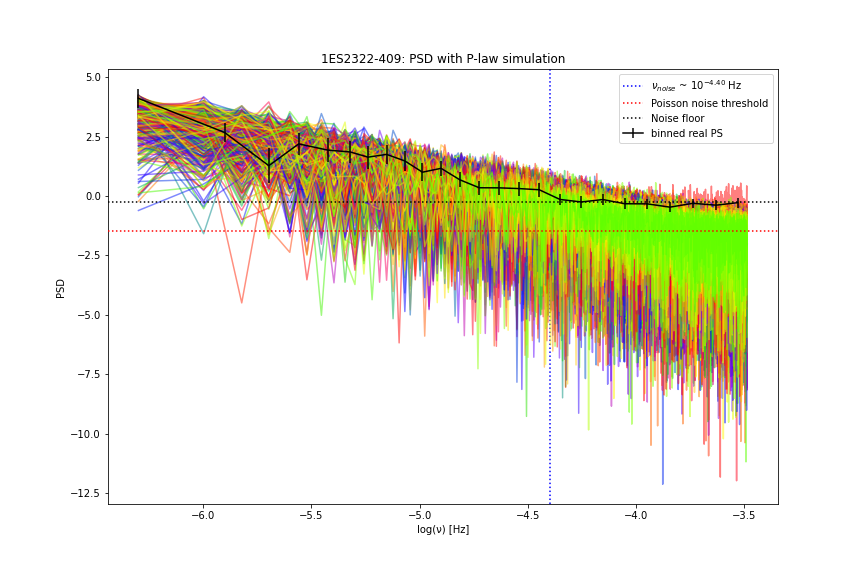 1ES2322-409: PSD with P-law simulation
ν_noise ~ 10^−4.40 Hz
Poisson noise threshold
Noise floor
binned real PS
5.0
2.5
0.0
−2.5
−5.0
−7.5
−10.0
−12.5
PSD
−6.0 −5.5 −5.0 −4.5 −4.0 −3.5
log(ν) [Hz]